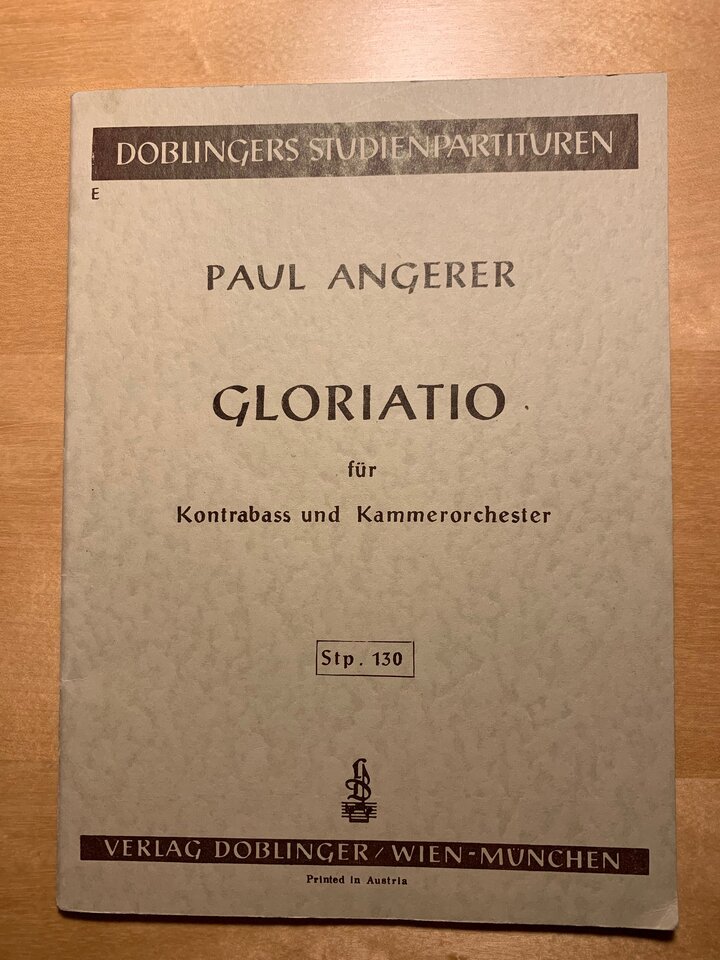 DOBLINGERS STUDIENPARTITUREN
E
PAUL ANGERER
GLORIATIO
für
Kontrabass und Kammerorchester
Stp. 130
VERLAG DOBLINGER/WIEN-MÜNCHEN
Printed in Austria